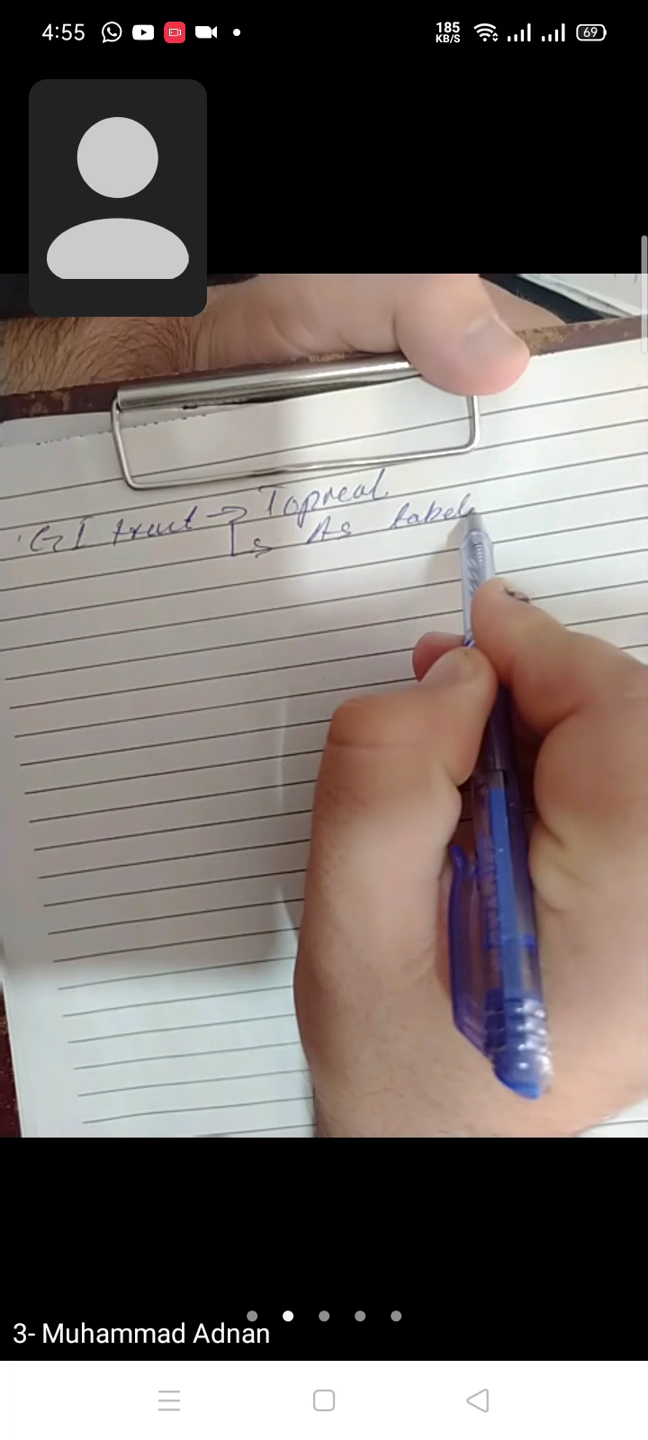 4:55
185
KB/S
69
GI tract → Topical
↳ As label
3- Muhammad Adnan